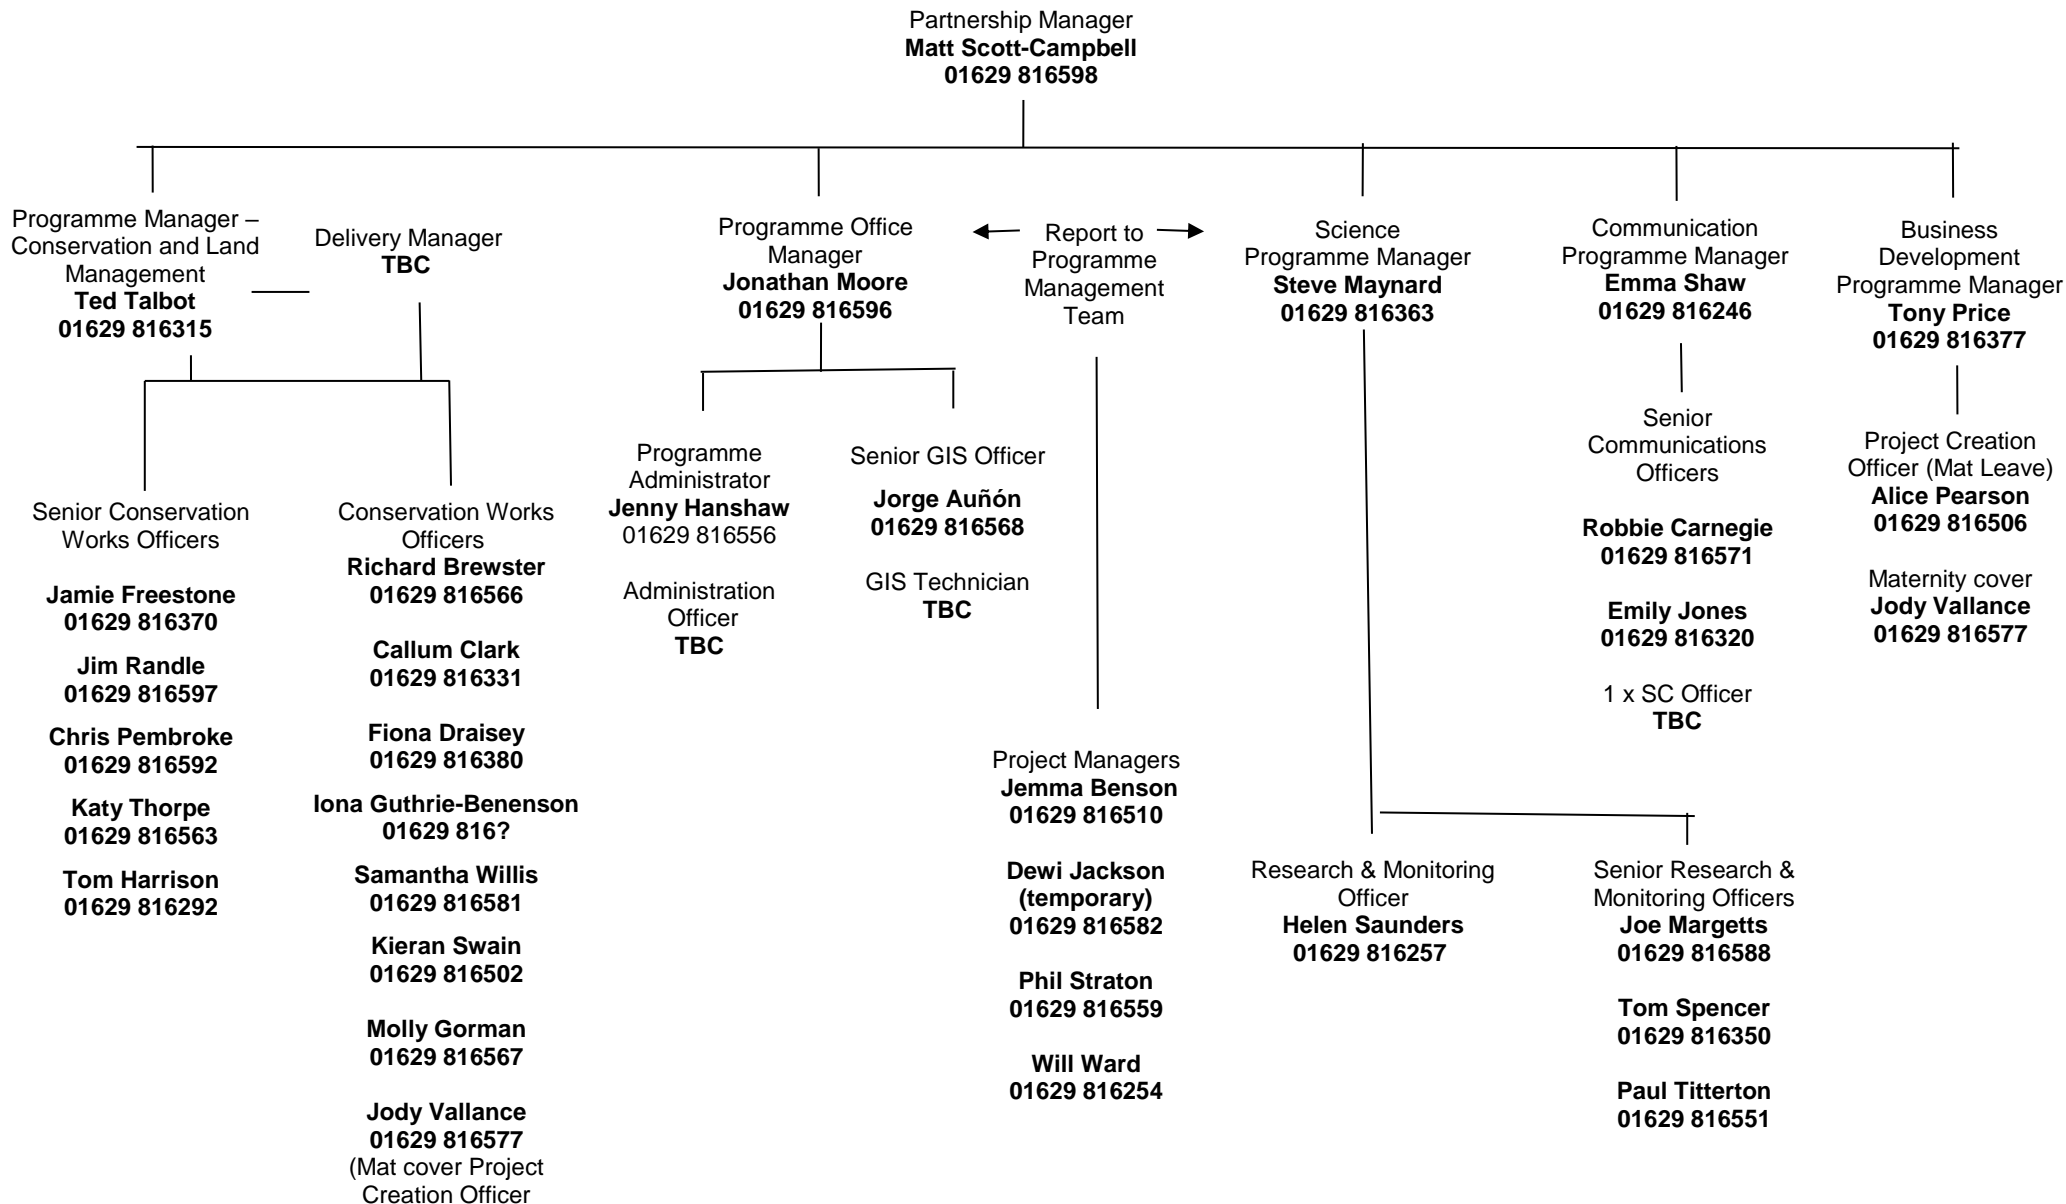 Partnership Manager
Matt Scott-Campbell
01629 816598
Programme Manager –
Conservation and Land
Management
Ted Talbot
01629 816315
Delivery Manager
TBC
Programme Office
Manager
Jonathan Moore
01629 816596
Report to
Programme
Management
Team
Science
Programme Manager
Steve Maynard
01629 816363
Communication
Programme Manager
Emma Shaw
01629 816246
Business
Development
Programme Manager
Tony Price
01629 816377
Senior Conservation
Works Officers
Jamie Freestone
01629 816370
Jim Randle
01629 816597
Chris Pembroke
01629 816592
Katy Thorpe
01629 816563
Tom Harrison
01629 816292
Conservation Works
Officers
Richard Brewster
01629 816566
Callum Clark
01629 816331
Fiona Draisey
01629 816380
Iona Guthrie-Benenson
01629 816?
Samantha Willis
01629 816581
Kieran Swain
01629 816502
Molly Gorman
01629 816567
Jody Vallance
01629 816577
(Mat cover Project
Creation Officer
Programme
Administrator
Jenny Hanshaw
01629 816556
Administration
Officer
TBC
Senior GIS Officer
Jorge Auñón
01629 816568
GIS Technician
TBC
Project Managers
Jemma Benson
01629 816510
Dewi Jackson
(temporary)
01629 816582
Phil Straton
01629 816559
Will Ward
01629 816254
Research & Monitoring
Officer
Helen Saunders
01629 816257
Senior Research &
Monitoring Officers
Joe Margetts
01629 816588
Tom Spencer
01629 816350
Paul Titterton
01629 816551
Senior
Communications
Officers
Robbie Carnegie
01629 816571
Emily Jones
01629 816320
1 x SC Officer
TBC
Project Creation
Officer (Mat Leave)
Alice Pearson
01629 816506
Maternity cover
Jody Vallance
01629 816577